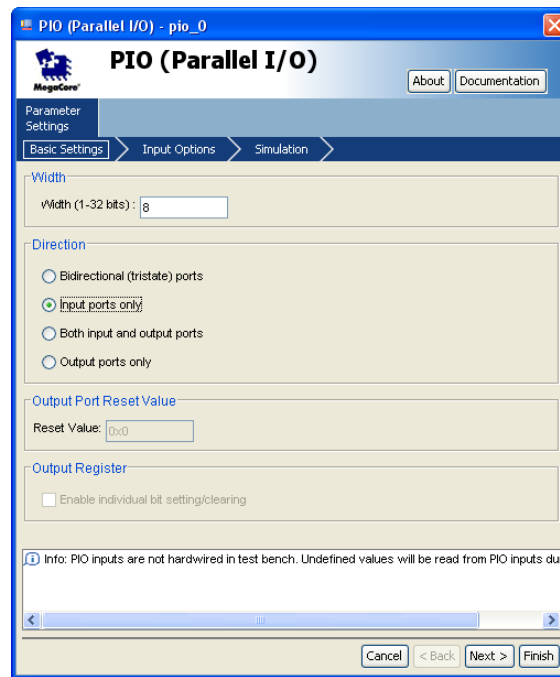 PIO (Parallel I/O) - pio_0
PIO (Parallel I/O)
MegaCore'
About Documentation
Parameter
Settings
Basic Settings Input Options Simulation
Width
Width (1-32 bits) : 8
Direction
Bidirectional (tristate) ports
Input ports only
Both input and output ports
Output ports only
Output Port Reset Value
Reset Value: 0x0
Output Register
Enable individual bit setting/clearing
Info: PIO inputs are not hardwired in test bench. Undefined values will be read from PIO inputs du
Cancel < Back Next > Finish